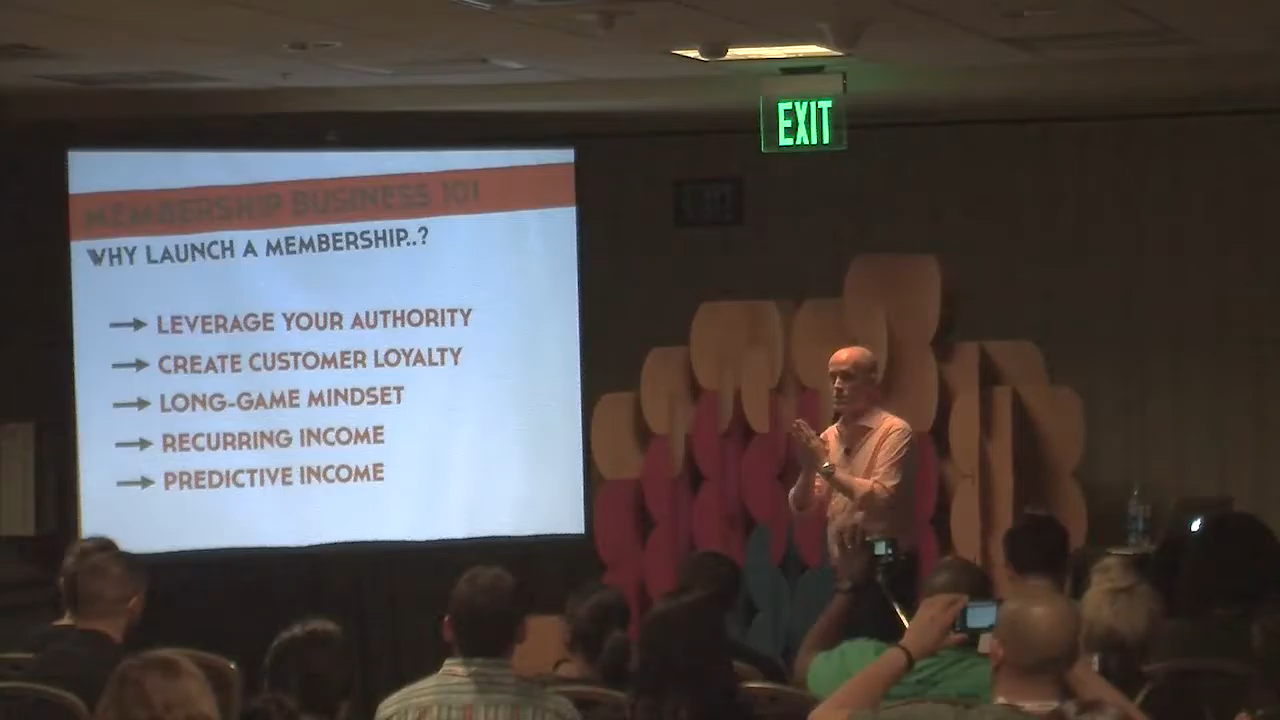 EXIT
MEMBERSHIP BUSINESS 101
WHY LAUNCH A MEMBERSHIP..?
→ LEVERAGE YOUR AUTHORITY
→ CREATE CUSTOMER LOYALTY
→ LONG-GAME MINDSET
→ RECURRING INCOME
→ PREDICTIVE INCOME